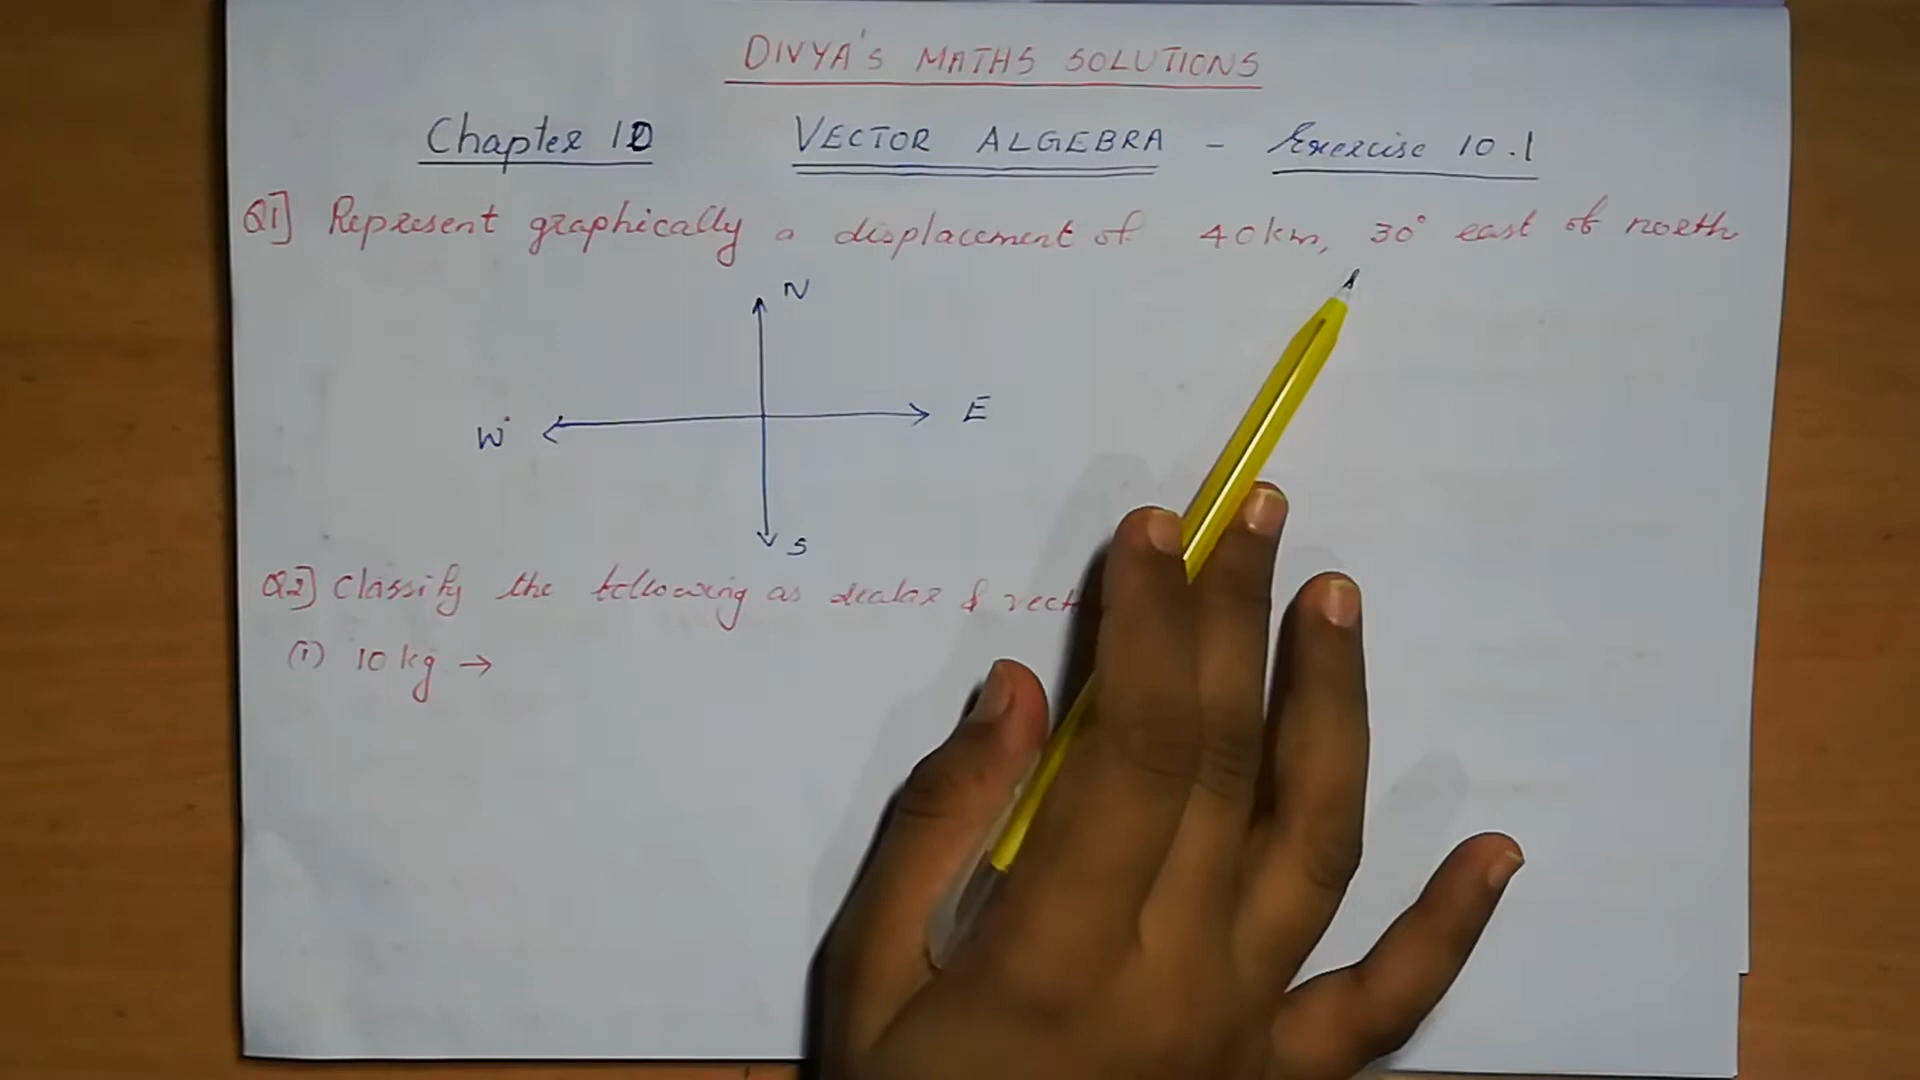 DIVYA'S MATHS SOLUTIONS
Chapter 10 VECTOR ALGEBRA - Exercise 10.1
Q1] Represent graphically a displacement of 40km, 30° east of north
N
W E
S
Q2] Classify the following as scalar & vect
(i) 10 kg →